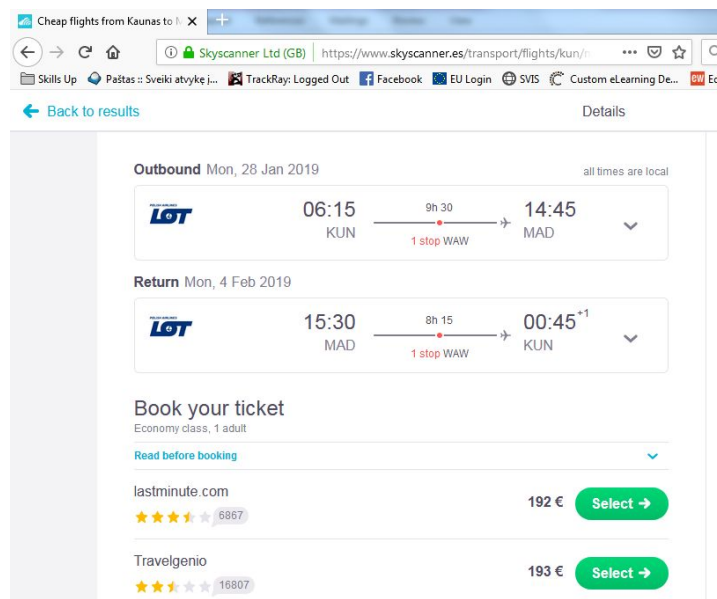 Cheap flights from Kaunas to M
Skyscanner Ltd (GB) https://www.skyscanner.es/transport/flights/kun/
Skills Up Paštas :: Sveiki atvykę į... TrackRay: Logged Out Facebook EU Login SVIS Custom eLearning De...
Back to results Details
Outbound Mon, 28 Jan 2019 all times are local
POLISH AIRLINES
LOT
06:15 9h 30 14:45
KUN 1 stop WAW MAD
Return Mon, 4 Feb 2019
POLISH AIRLINES
LOT
15:30 8h 15 00:45+1
MAD 1 stop WAW KUN
Book your ticket
Economy class, 1 adult
Read before booking
lastminute.com
6867
192 € Select →
Travelgenio
16807
193 € Select →